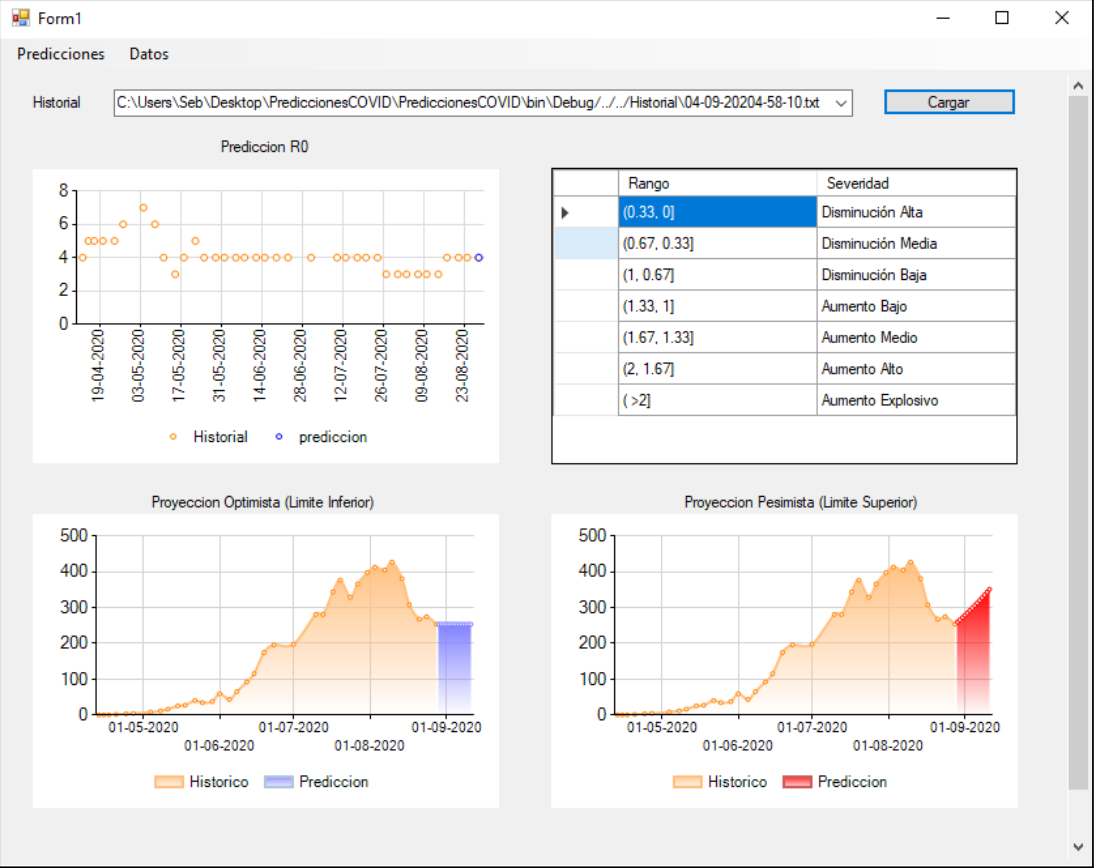 Form1
Predicciones Datos
Historial C:\Users\Seb\Desktop\PrediccionesCOVID\PrediccionesCOVID\bin\Debug/../../Historial\04-09-20204-58-10.txt Cargar
Prediccion R0
8
6
4
2
0
19-04-2020 03-05-2020 17-05-2020 31-05-2020 14-06-2020 28-06-2020 12-07-2020 26-07-2020 09-08-2020 23-08-2020
Historial prediccion
Rango Severidad
(0.33, 0] Disminución Alta
(0.67, 0.33] Disminución Media
(1, 0.67] Disminución Baja
(1.33, 1] Aumento Bajo
(1.67, 1.33] Aumento Medio
(2, 1.67] Aumento Alto
( >2] Aumento Explosivo
Proyeccion Optimista (Limite Inferior)
500
400
300
200
100
0
01-05-2020 01-07-2020 01-09-2020
01-06-2020 01-08-2020
Historico Prediccion
Proyeccion Pesimista (Limite Superior)
500
400
300
200
100
0
01-05-2020 01-07-2020 01-09-2020
01-06-2020 01-08-2020
Historico Prediccion